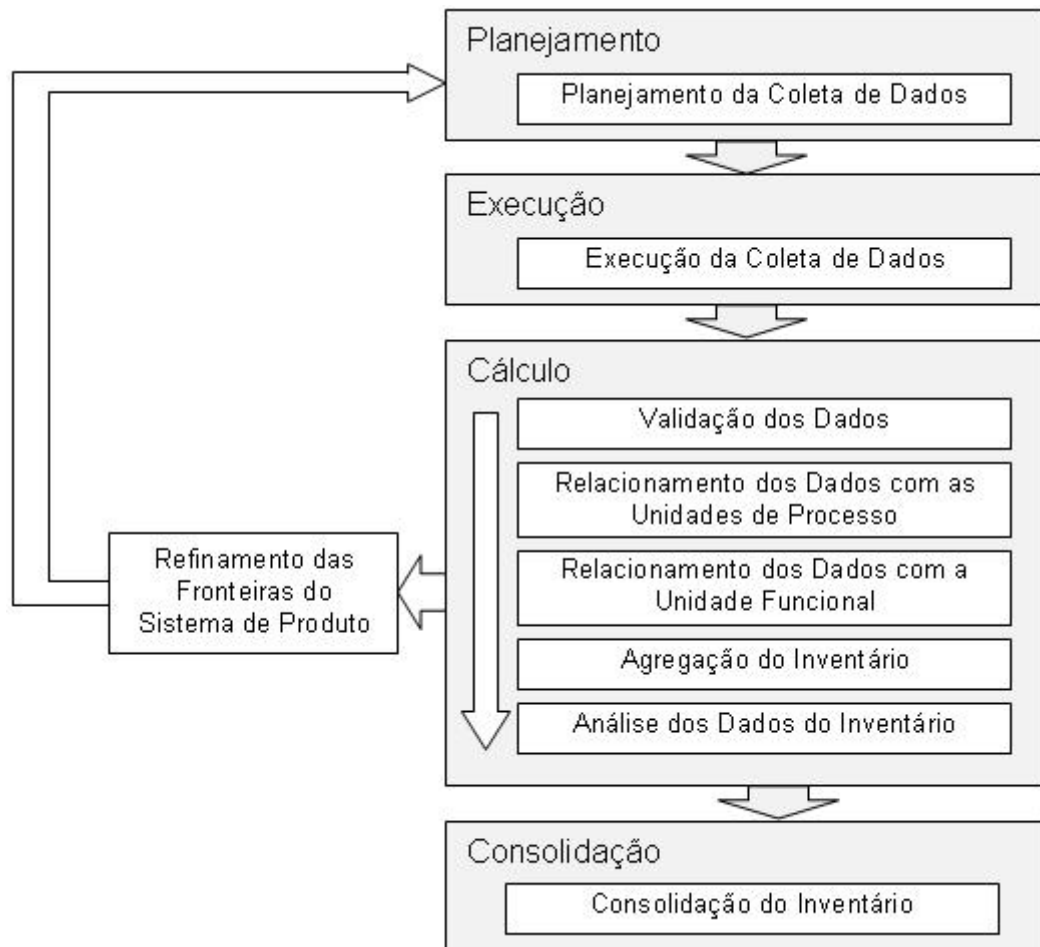 Planejamento
Planejamento da Coleta de Dados
Execução
Execução da Coleta de Dados
Cálculo
Validação dos Dados
Relacionamento dos Dados com as
Unidades de Processo
Relacionamento dos Dados com a
Unidade Funcional
Agregação do Inventário
Análise dos Dados do Inventário
Refinamento das
Fronteiras do
Sistema de Produto
Consolidação
Consolidação do Inventário